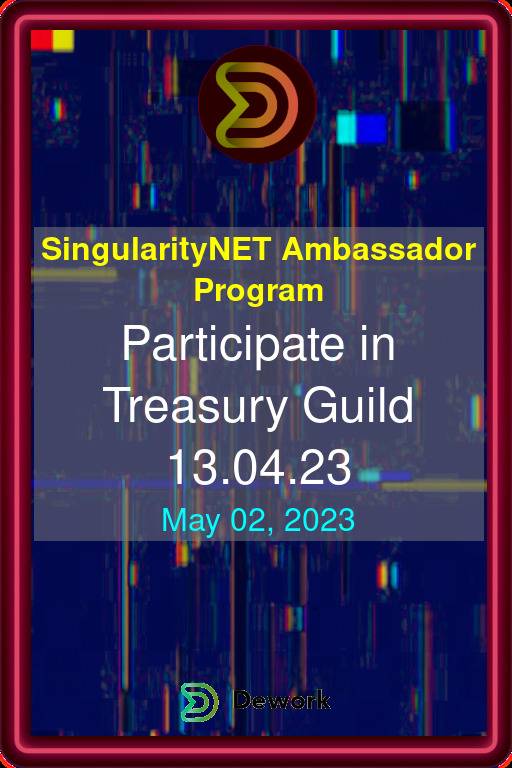 SingularityNET Ambassador
Program
Participate in
Treasury Guild
13.04.23
May 02, 2023
Dework